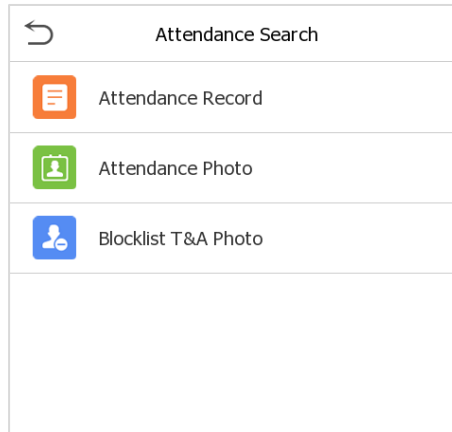 Attendance Search
Attendance Record
Attendance Photo
Blocklist T&A Photo